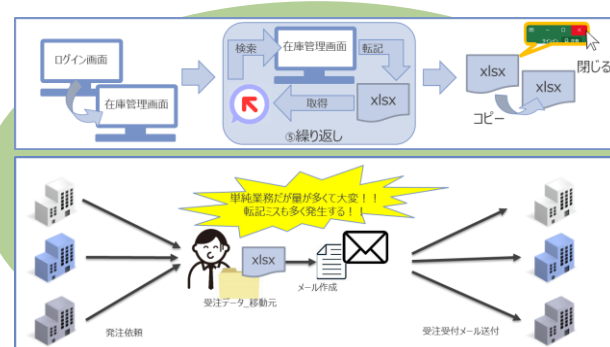 ログイン画面
在庫管理画面
検索
在庫管理画面
転記
取得
xlsx
⑤繰り返し
xlsx
xlsx
コピー
閉じる
単純業務だが量が多くて大変！！
転記ミスも多く発生する！！
xlsx
受注データ_移動元
メール作成
発注依頼
受注受付メール送付